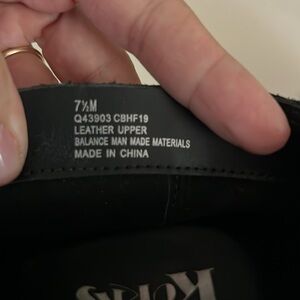 7½M
Q43903 CBHF19
LEATHER UPPER
BALANCE MAN MADE MATERIALS
MADE IN CHINA